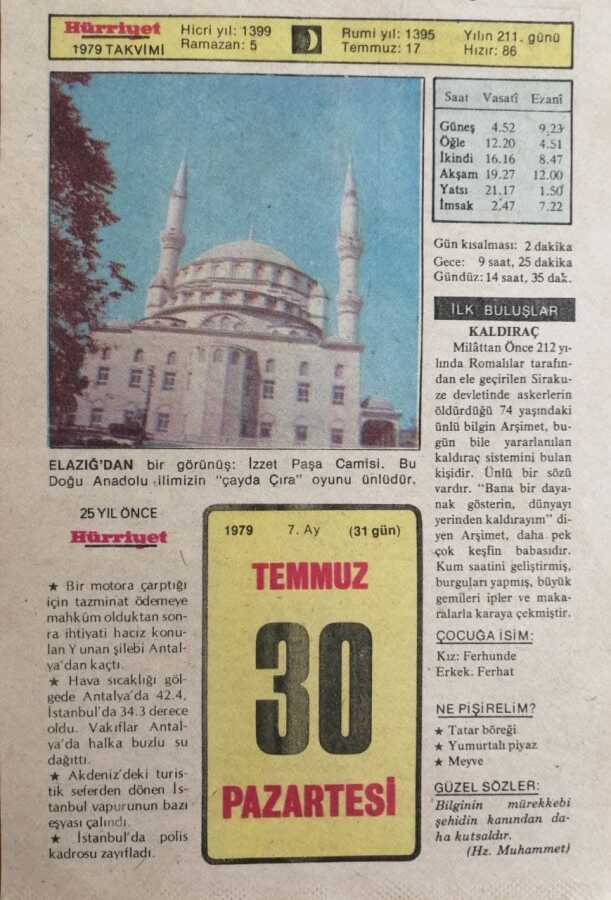 Hürriyet
1979 TAKVİMİ
Hicri yıl: 1399
Ramazan: 5
Rumi yıl: 1395
Temmuz: 17
Yılın 211. günü
Hızır: 86
Saat Vasatî Ezanî
Güneş 4.52 9.23
Öğle 12.20 4.51
İkindi 16.16 8.47
Akşam 19.27 12.00
Yatsı 21.17 1.50
İmsak 2.47 7.22
Gün kısalması: 2 dakika
Gece: 9 saat, 25 dakika
Gündüz: 14 saat, 35 dak.
İLK BULUŞLAR
KALDIRAÇ
Milâttan Önce 212 yı-
lında Romalılar tarafın-
dan ele geçirilen Siraku-
ze devletinde askerlerin
öldürdüğü 74 yaşındaki
ünlü bilgin Arşimet, bu-
gün bile yararlanılan
kaldıraç sistemini bulan
kişidir. Ünlü bir sözü
vardır. "Bana bir daya-
nak gösterin, dünyayı
yerinden kaldırayım" di-
yen Arşimet, daha pek
çok keşfin babasıdır.
Kum saatini geliştirmiş,
burguları yapmış, büyük
gemileri ipler ve maka-
ralarla karaya çekmiştir.
ÇOCUĞA İSİM:
Kız: Ferhunde
Erkek. Ferhat
NE PİŞİRELİM?
★ Tatar böreği
★ Yumurtalı piyaz
★ Meyve
GÜZEL SÖZLER:
Bilginin mürekkebi
şehidin kanından da-
ha kutsaldır.
(Hz. Muhammet)
ELAZIĞ'DAN bir görünüş: İzzet Paşa Camisi. Bu
Doğu Anadolu ilimizin "çayda Çıra" oyunu ünlüdür.
25 YIL ÖNCE
Hürriyet
★ Bir motora çarptığı
için tazminat ödemeye
mahkûm olduktan son-
ra ihtiyati hacız konu-
lan Yunan şilebi Antal-
ya'dan kaçtı.
★ Hava sıcaklığı göl-
gede Antalya'da 42.4,
İstanbul'da 34.3 derece
oldu. Vakıflar Antal-
ya'da halka buzlu su
dağıttı.
★ Akdeniz'deki turis-
tik seferden dönen İs-
tanbul vapurunun bazı
eşyası çalındı.
★ İstanbul'da polis
kadrosu zayıfladı.
1979 7. Ay (31 gün)
TEMMUZ
30
PAZARTESİ